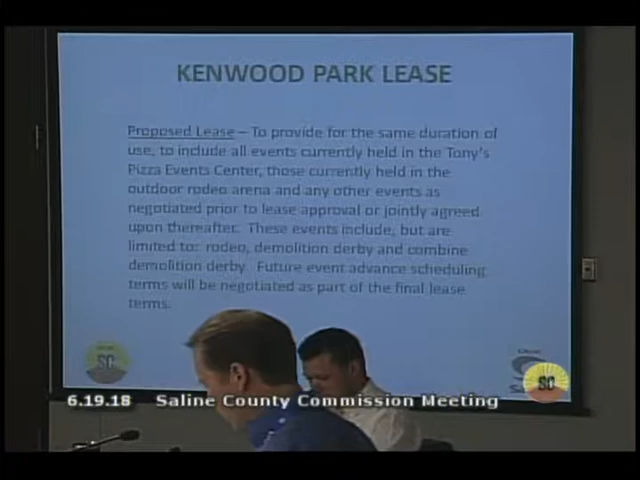 KENWOOD PARK LEASE
Proposed Lease – To provide for the same duration of
use, to include all events currently held in the Tony's
Pizza Events Center, those currently held in the
outdoor rodeo arena and any other events as
negotiated prior to lease approval or jointly agreed
upon thereafter. These events include, but are
limited to: rodeo, demolition derby and combine
demolition derby. Future event advance scheduling
terms will be negotiated as part of the final lease
terms.
SC
SC
6.19.18 Saline County Commission Meeting